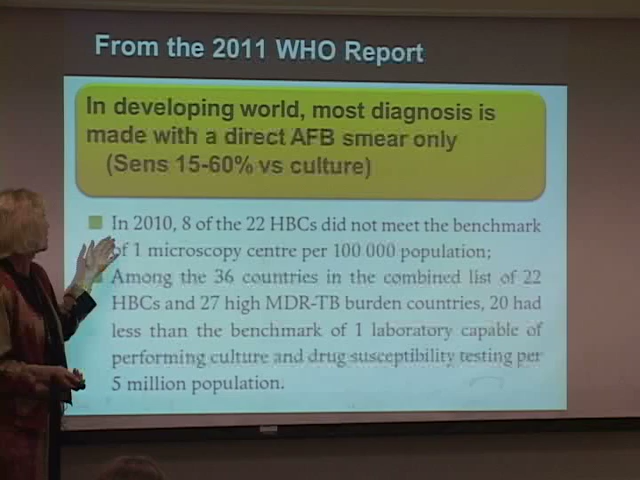 From the 2011 WHO Report
In developing world, most diagnosis is
made with a direct AFB smear only
(Sens 15-60% vs culture)
In 2010, 8 of the 22 HBCs did not meet the benchmark
of 1 microscopy centre per 100 000 population;
Among the 36 countries in the combined list of 22
HBCs and 27 high MDR-TB burden countries, 20 had
less than the benchmark of 1 laboratory capable of
performing culture and drug susceptibility testing per
5 million population.